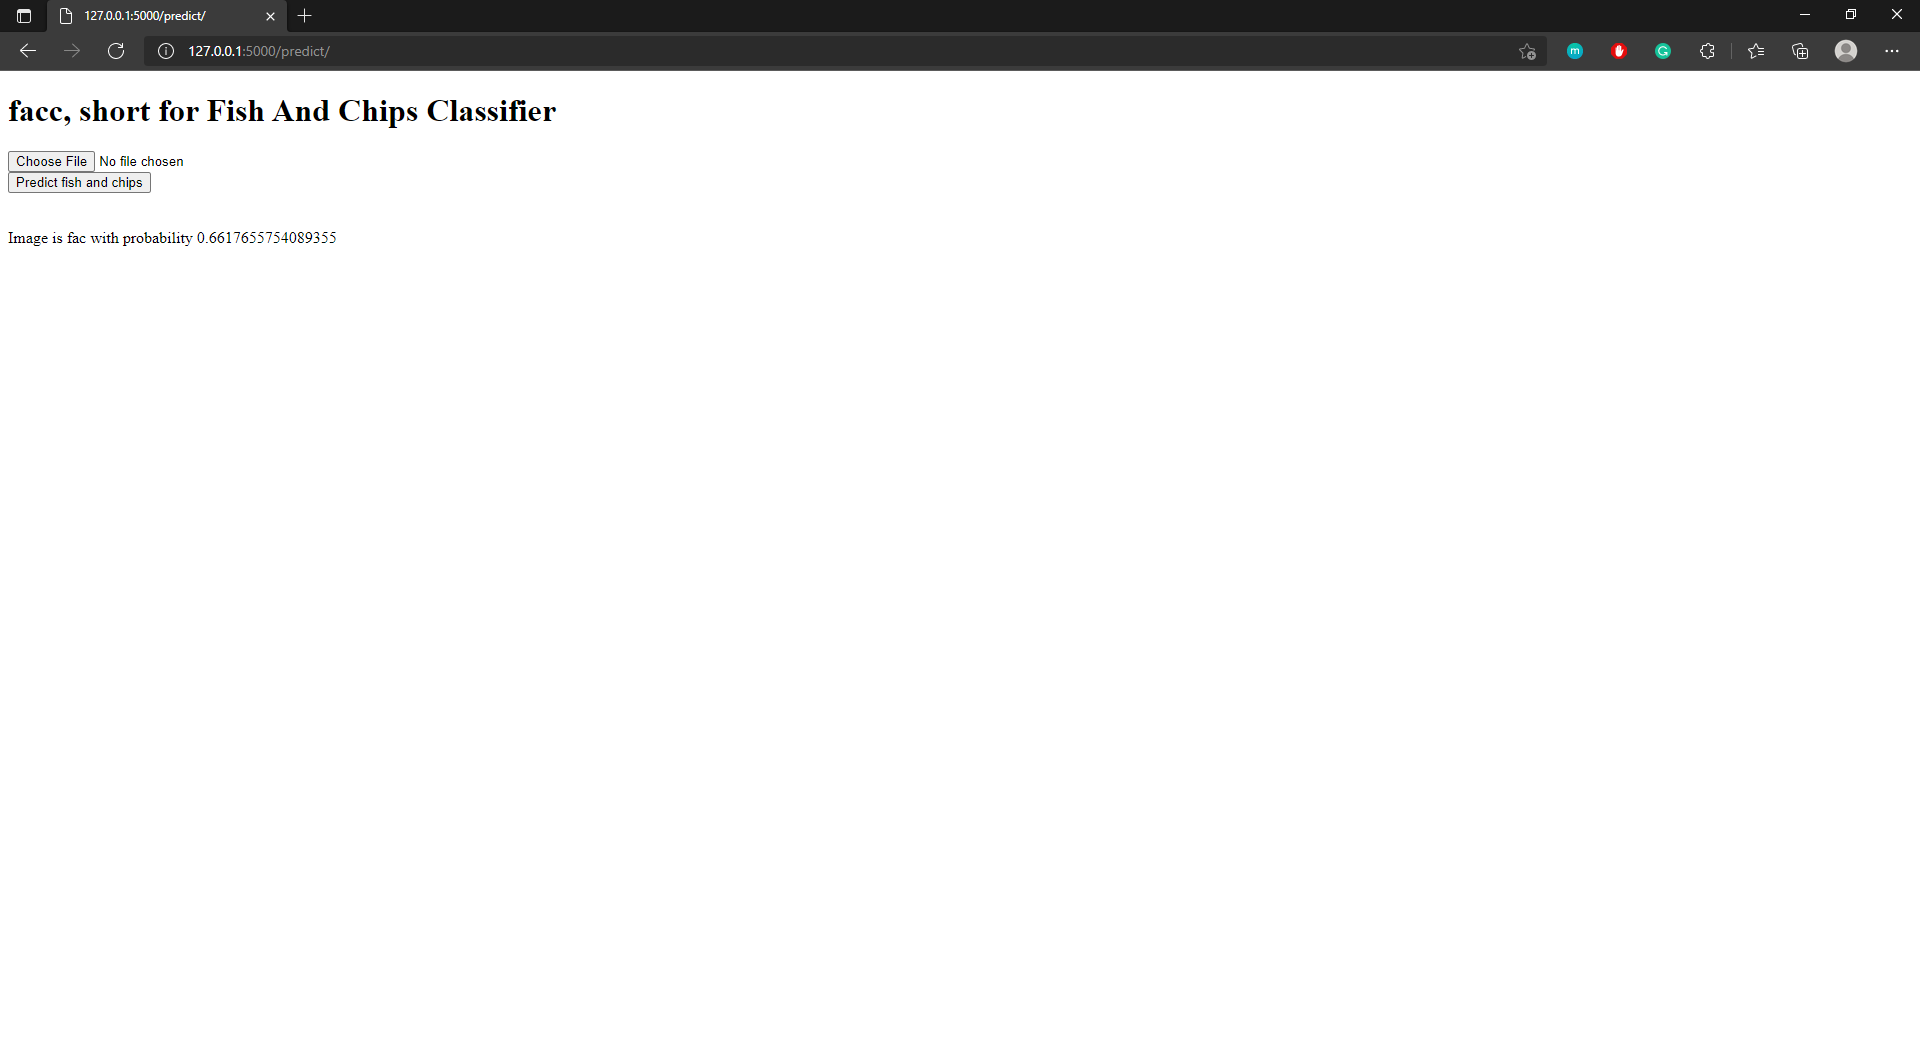 127.0.0.1:5000/predict/
127.0.0.1:5000/predict/
m
G
facc, short for Fish And Chips Classifier
Choose File No file chosen
Predict fish and chips
Image is fac with probability 0.6617655754089355